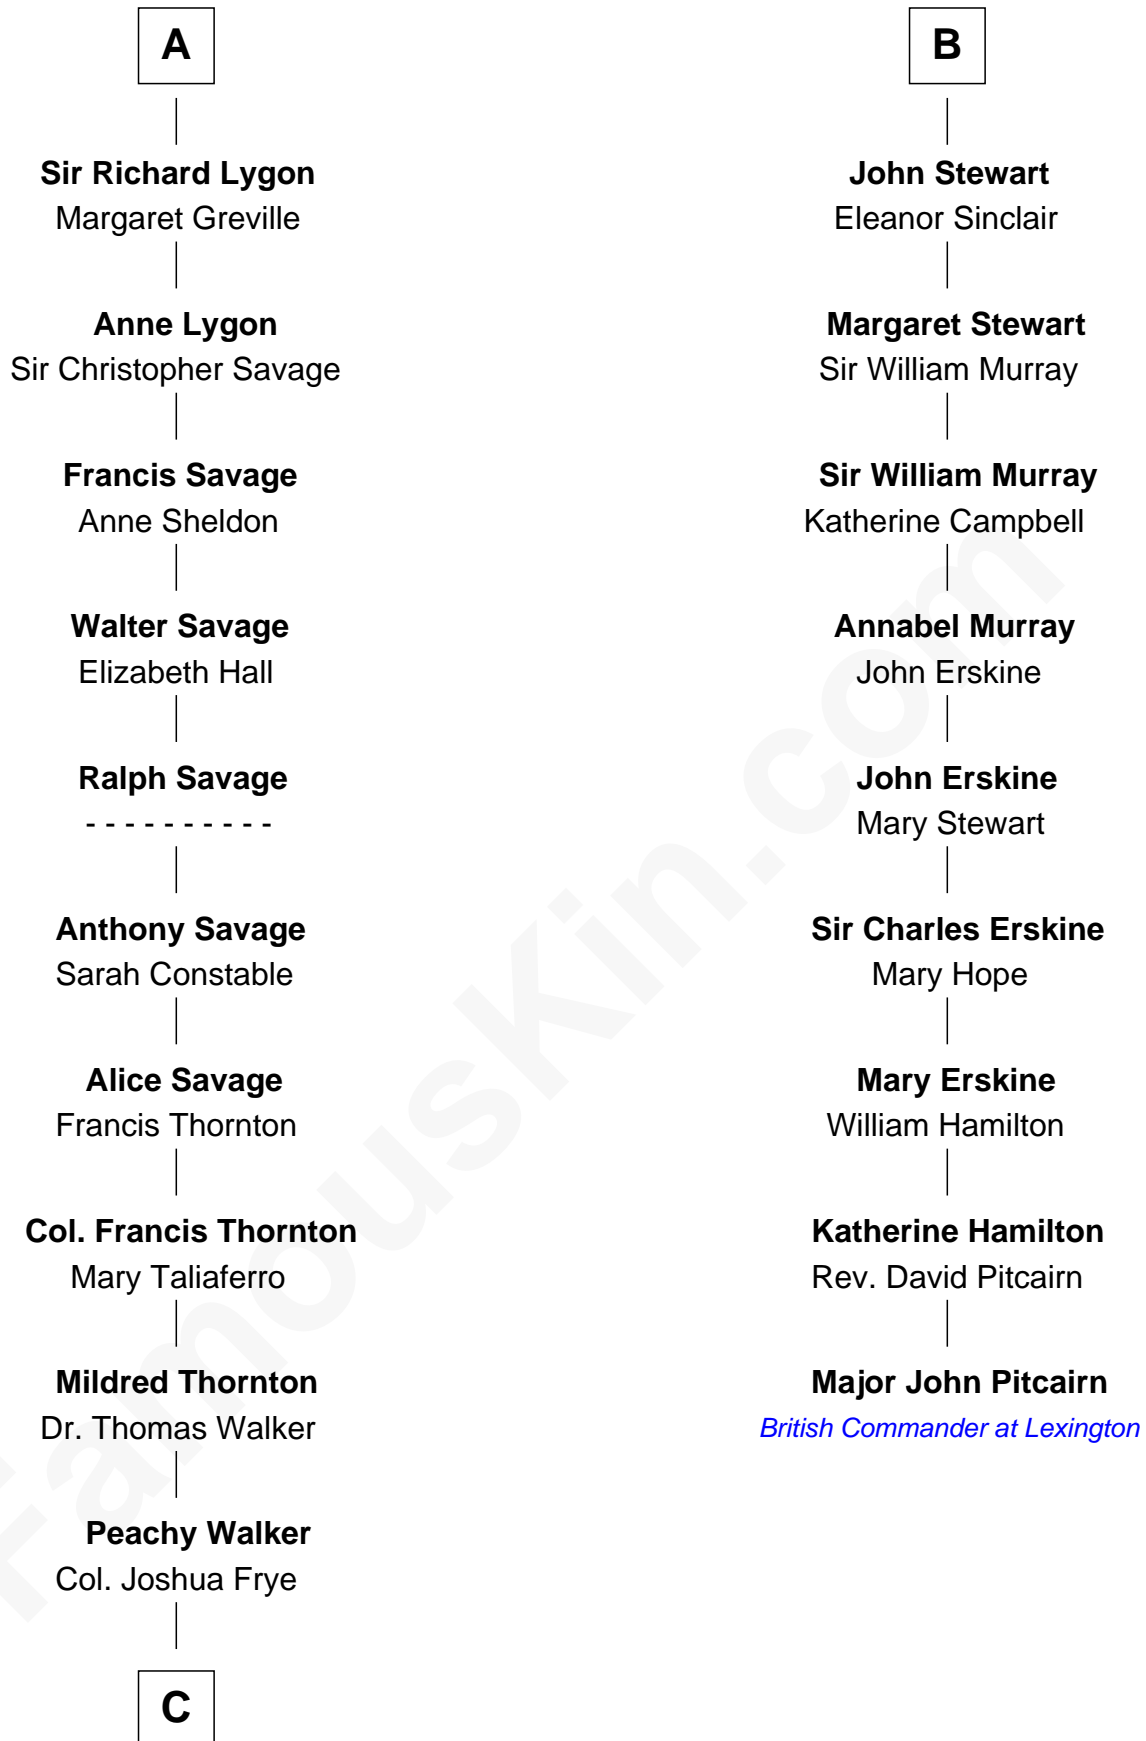 A
Sir Richard Lygon
Margaret Greville
Anne Lygon
Sir Christopher Savage
Francis Savage
Anne Sheldon
Walter Savage
Elizabeth Hall
Ralph Savage
- - - - - - - - - -
Anthony Savage
Sarah Constable
Alice Savage
Francis Thornton
Col. Francis Thornton
Mary Taliaferro
Mildred Thornton
Dr. Thomas Walker
Peachy Walker
Col. Joshua Frye
C
B
John Stewart
Eleanor Sinclair
Margaret Stewart
Sir William Murray
Sir William Murray
Katherine Campbell
Annabel Murray
John Erskine
John Erskine
Mary Stewart
Sir Charles Erskine
Mary Hope
Mary Erskine
William Hamilton
Katherine Hamilton
Rev. David Pitcairn
Major John Pitcairn
British Commander at Lexington
FamousKin.com